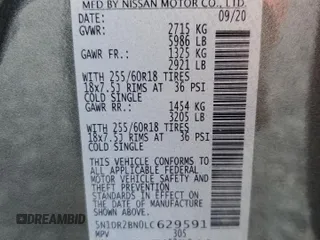 MFD BY NISSAN MOTOR CO., LTD.
DATE: 09/20
GVWR: 2715 KG
5986 LB
GAWR FR: 1325 KG
2921 LB
WITH 255/60R18 TIRES
18x7.5J RIMS AT 36 PSI
COLD SINGLE
GAWR RR: 1454 KG
3205 LB
WITH 255/60R18 TIRES
18x7.5J RIMS AT 36 PSI
COLD SINGLE
THIS VEHICLE CONFORMS TO ALL
APPLICABLE FEDERAL MOTOR
VEHICLE SAFETY AND THEFT
PREVENTION STANDARDS IN EFFECT
ON THE DATE OF MANUFACTURE
SHOWN ABOVE.
5N1DR2BN0LC629591
MPV 305
DREAMBID